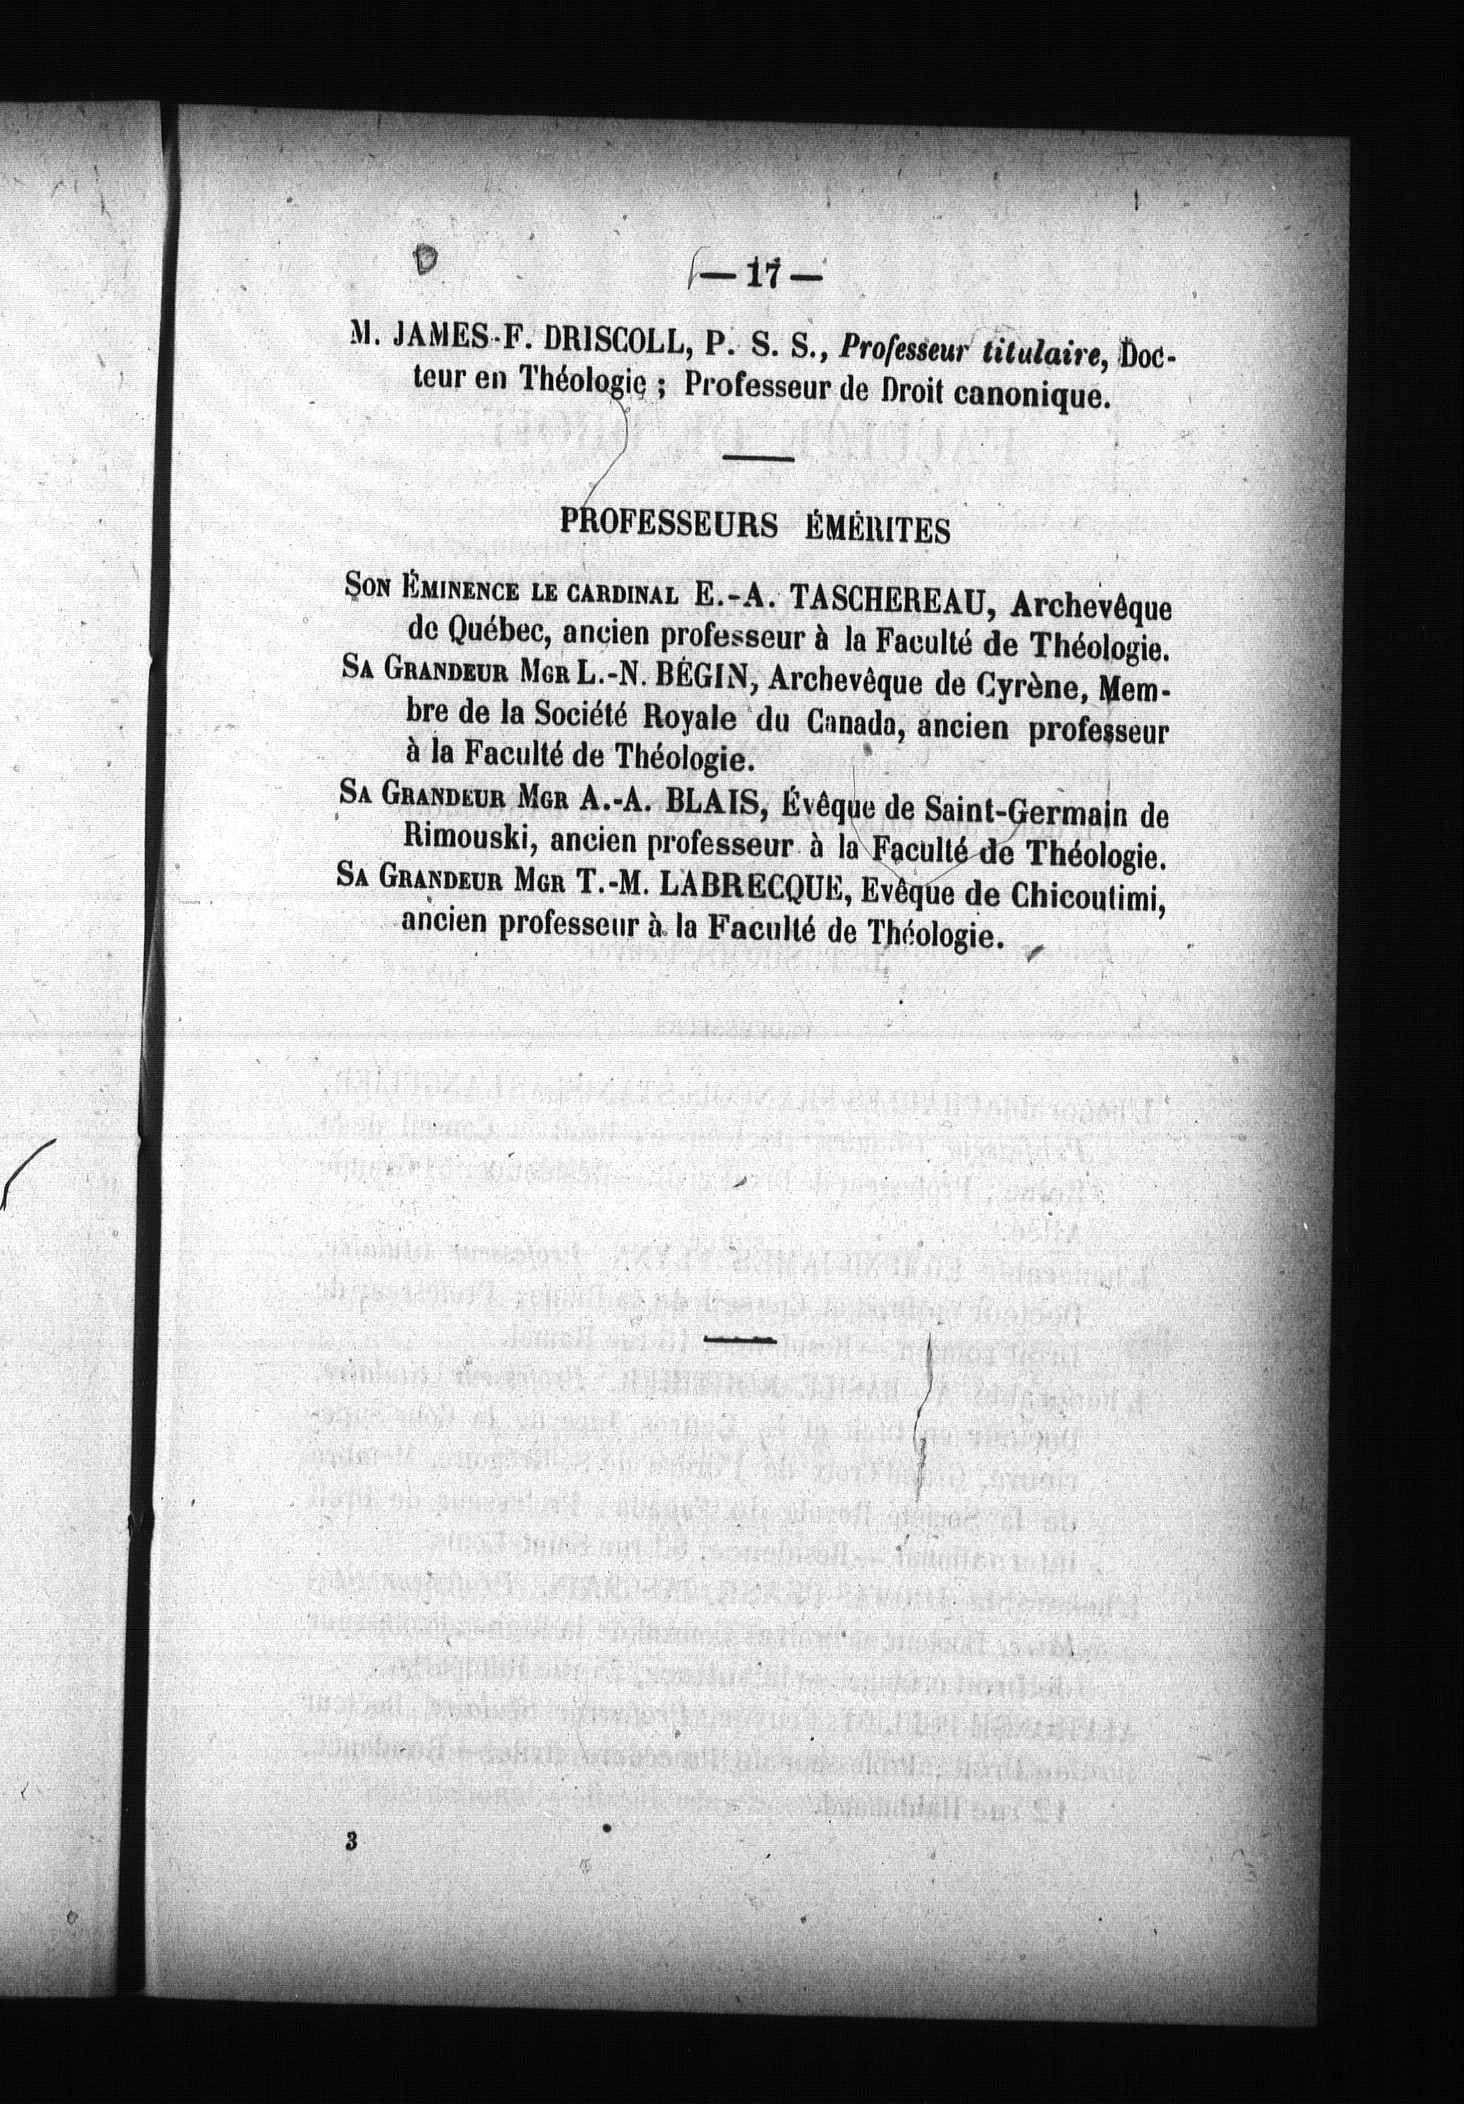 — 17 —
M. JAMES-F. DRISCOLL, P. S. S., Professeur titulaire, Doc-
teur en Théologie ; Professeur de Droit canonique.
PROFESSEURS ÉMÉRITES
SON ÉMINENCE LE CARDINAL E.-A. TASCHEREAU, Archevêque
de Québec, ancien professeur à la Faculté de Théologie.
SA GRANDEUR MGR L.-N. BÉGIN, Archevêque de Cyrène, Mem-
bre de la Société Royale du Canada, ancien professeur
à la Faculté de Théologie.
SA GRANDEUR MGR A.-A. BLAIS, Évêque de Saint-Germain de
Rimouski, ancien professeur à la Faculté de Théologie.
SA GRANDEUR MGR T.-M. LABRECQUE, Evêque de Chicoutimi,
ancien professeur à la Faculté de Théologie.
3